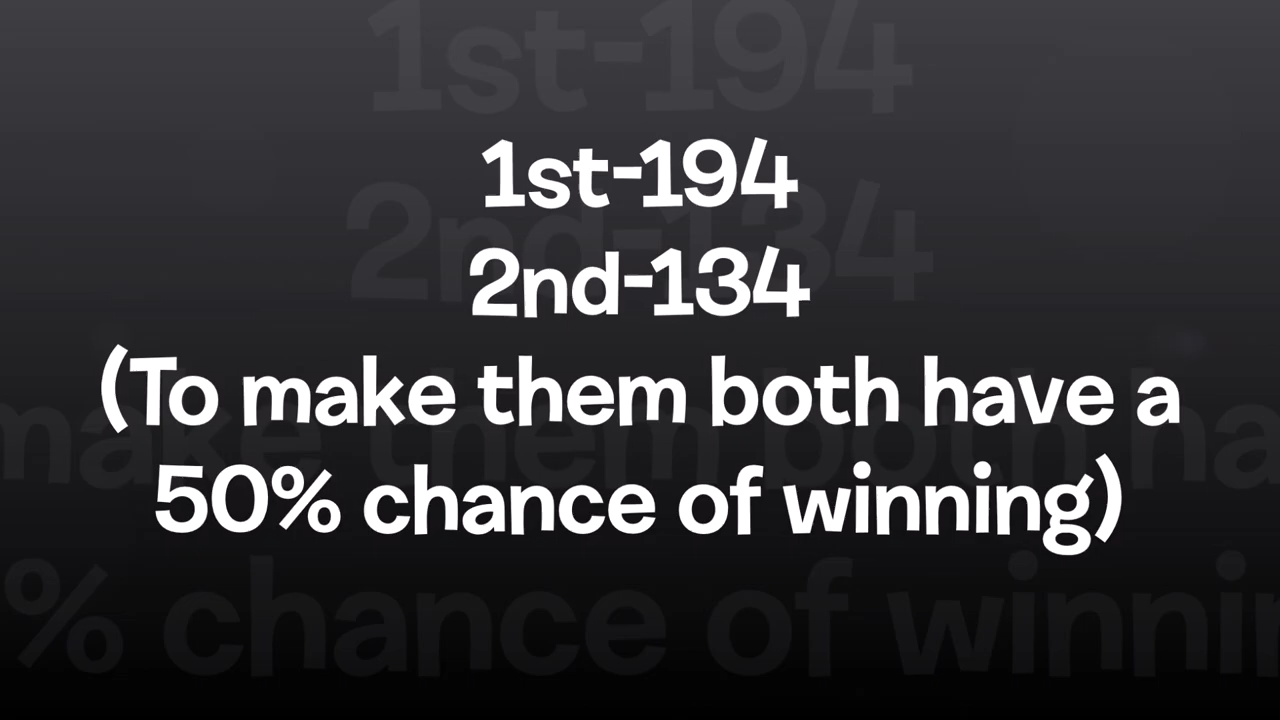 1st-194
2nd-134
(To make them both have a
50% chance of winning)